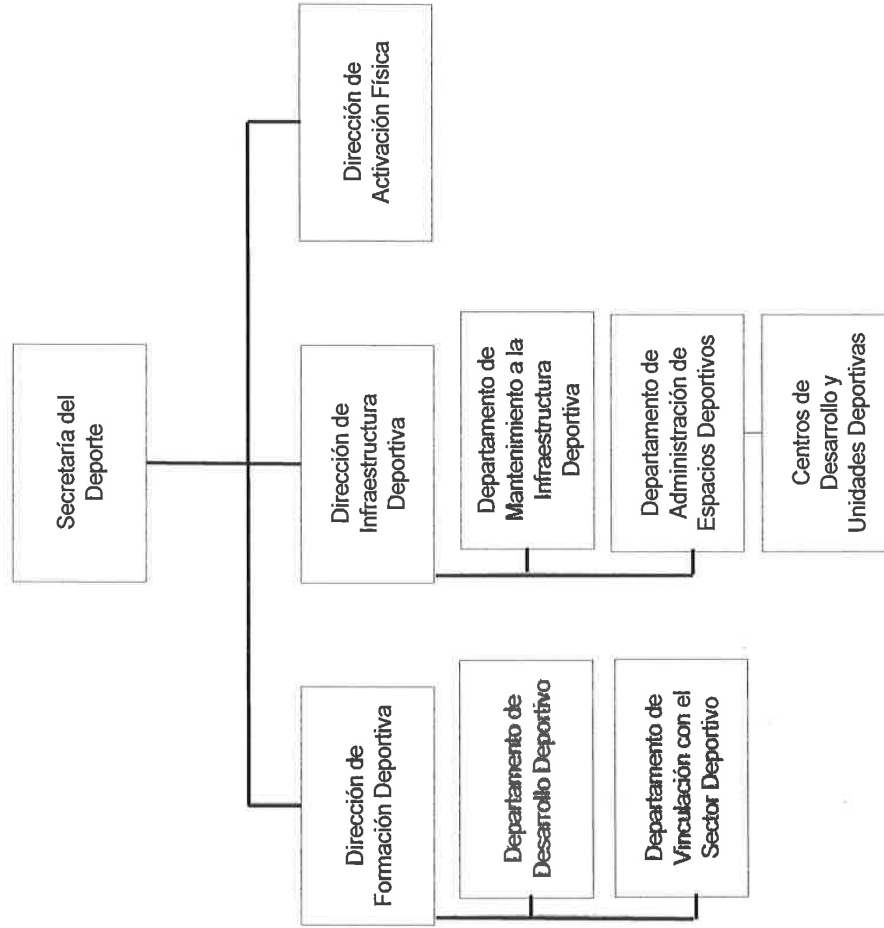 Secretaría del
Deporte
Dirección de
Formación Deportiva
Dirección de
Infraestructura
Deportiva
Dirección de
Activación Física
Departamento de
Desarrollo Deportivo
Departamento de
Vinculación con el
Sector Deportivo
Departamento de
Mantenimiento a la
Infraestructura
Deportiva
Departamento de
Administración de
Espacios Deportivos
Centros de
Desarrollo y
Unidades Deportivas